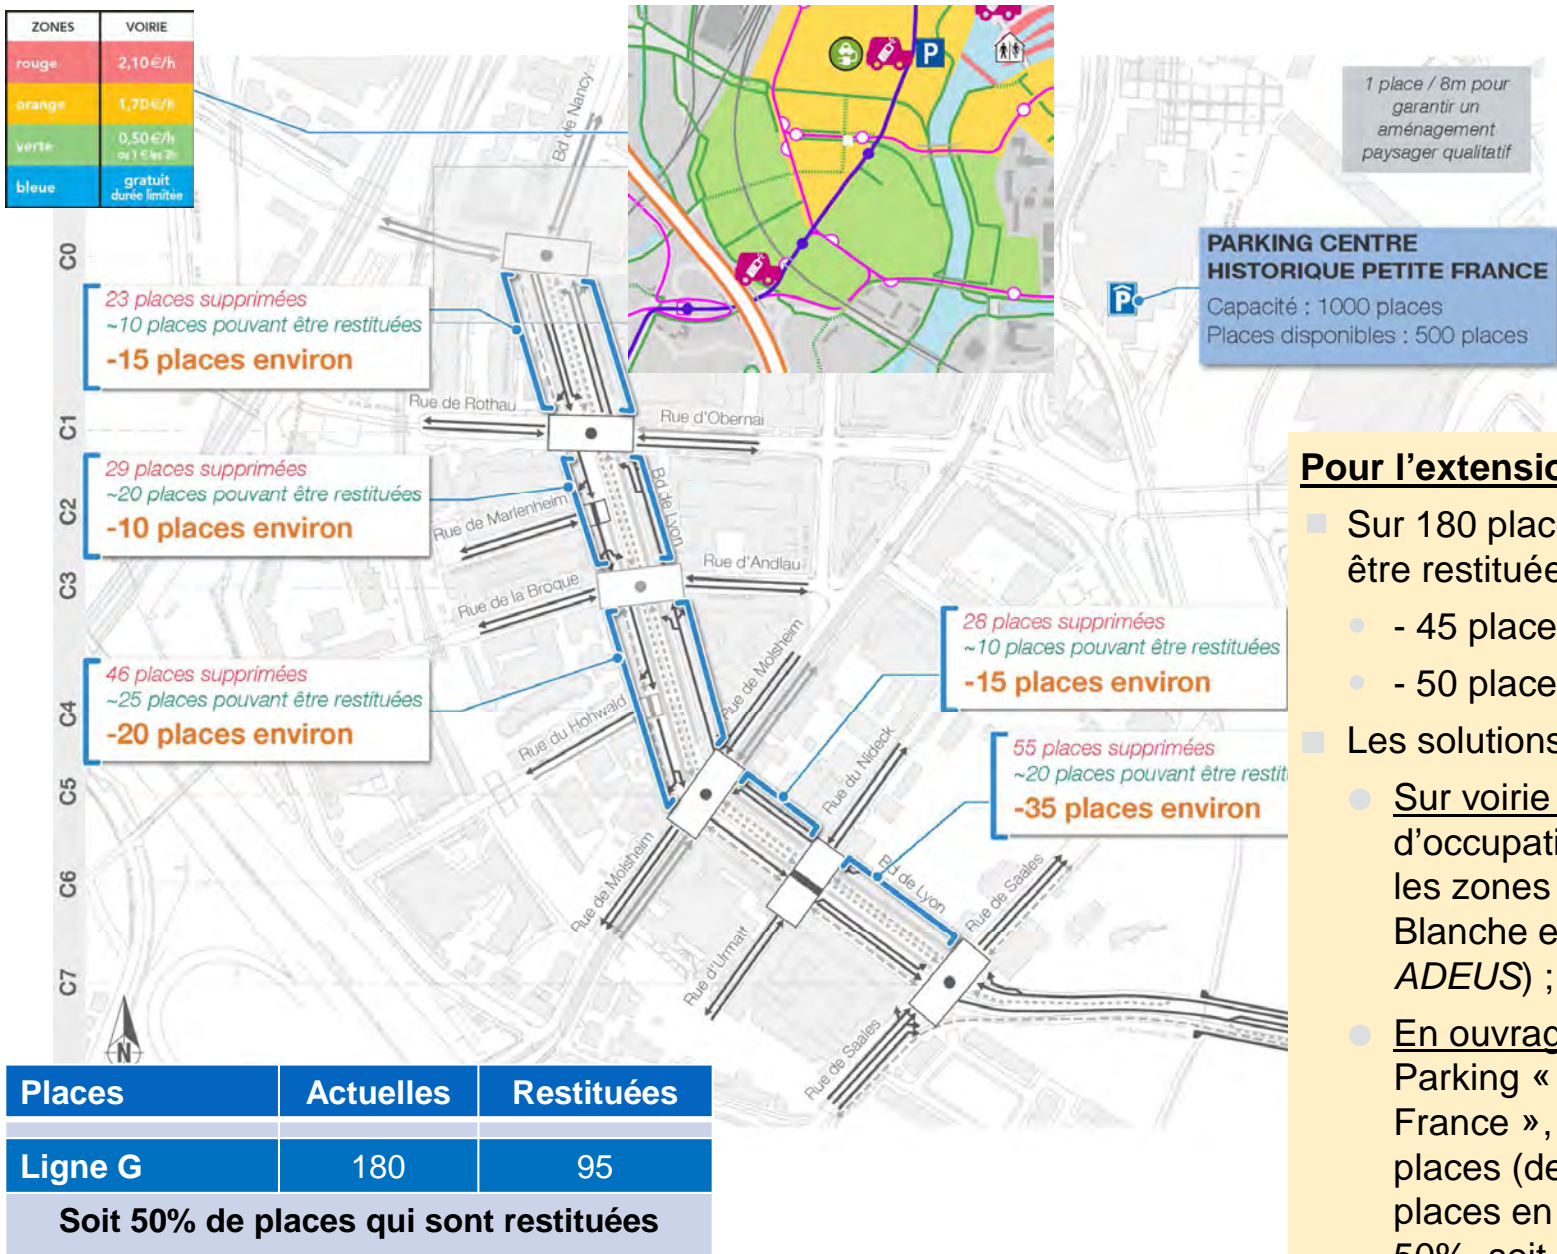 ZONES VOIRIE
rouge 2,10€/h
orange 1,70€/h
verte 0,50€/h
ou 1 € les 2h
bleue gratuit
durée limitée
Bd de Nancy
P
1 place / 8m pour
garantir un
aménagement
paysager qualitatif
PARKING CENTRE
HISTORIQUE PETITE FRANCE
Capacité : 1000 places
Places disponibles : 500 places
P
C0
23 places supprimées
~10 places pouvant être restituées
-15 places environ
C1
Rue de Rothau
Rue d'Obernai
29 places supprimées
~20 places pouvant être restituées
-10 places environ
C2
Rue de Marlenheim
Bd de Lyon
C3
Rue de la Broque
Rue d'Andlau
46 places supprimées
~25 places pouvant être restituées
-20 places environ
C4
Rue du Hohwald
Rue de Molsheim
28 places supprimées
~10 places pouvant être restituées
-15 places environ
55 places supprimées
~20 places pouvant être restit
-35 places environ
C5
Rue du Nideck
Rue de Molsheim
C6
Bd de Lyon
Rue de Saales
Rue d'Urmatt
C7
Rue de Saales
N
Places Actuelles Restituées
Ligne G 180 95
Soit 50% de places qui sont restituées
Pour l'extensio
Sur 180 plac
être restituée
- 45 place
- 50 place
Les solutions
Sur voirie
d'occupati
les zones
Blanche e
ADEUS) ;
En ouvrag
Parking «
France »,
places (de
places en
50%, soit